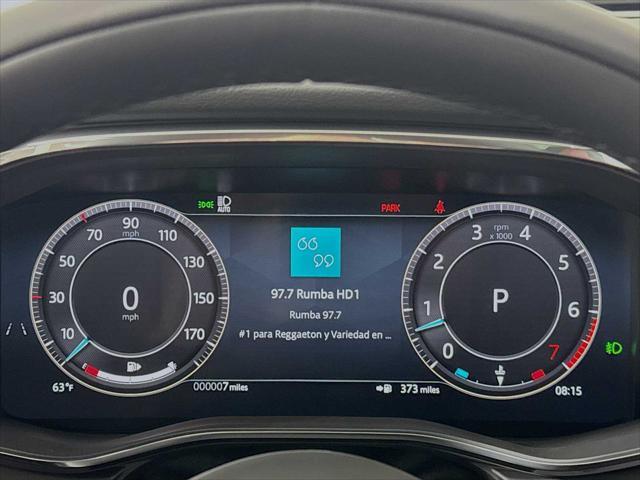 AUTO
PARK
90
mph
70
110
50
130
30
150
10
170
0
mph
97.7 Rumba HD1
Rumba 97.7
#1 para Reggaeton y Variedad en ...
rpm
x 1000
3
4
2
5
1
6
0
7
P
63°F
000007 miles
373 miles
08:15